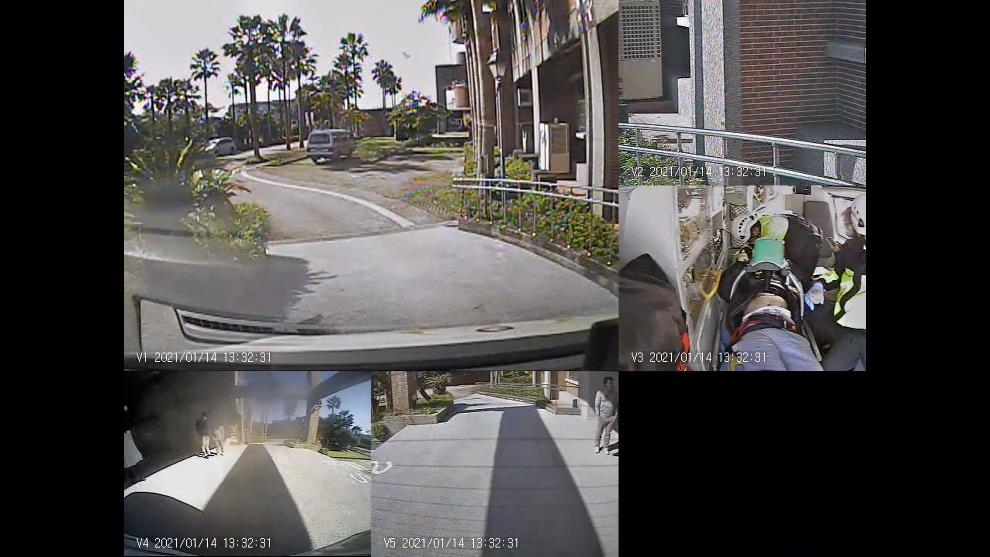 V2 2021/01/14 13:32:31
V1 2021/01/14 13:32:31
V3 2021/01/14 13:32:31
V4 2021/01/14 13:32:31
V5 2021/01/14 13:32:31